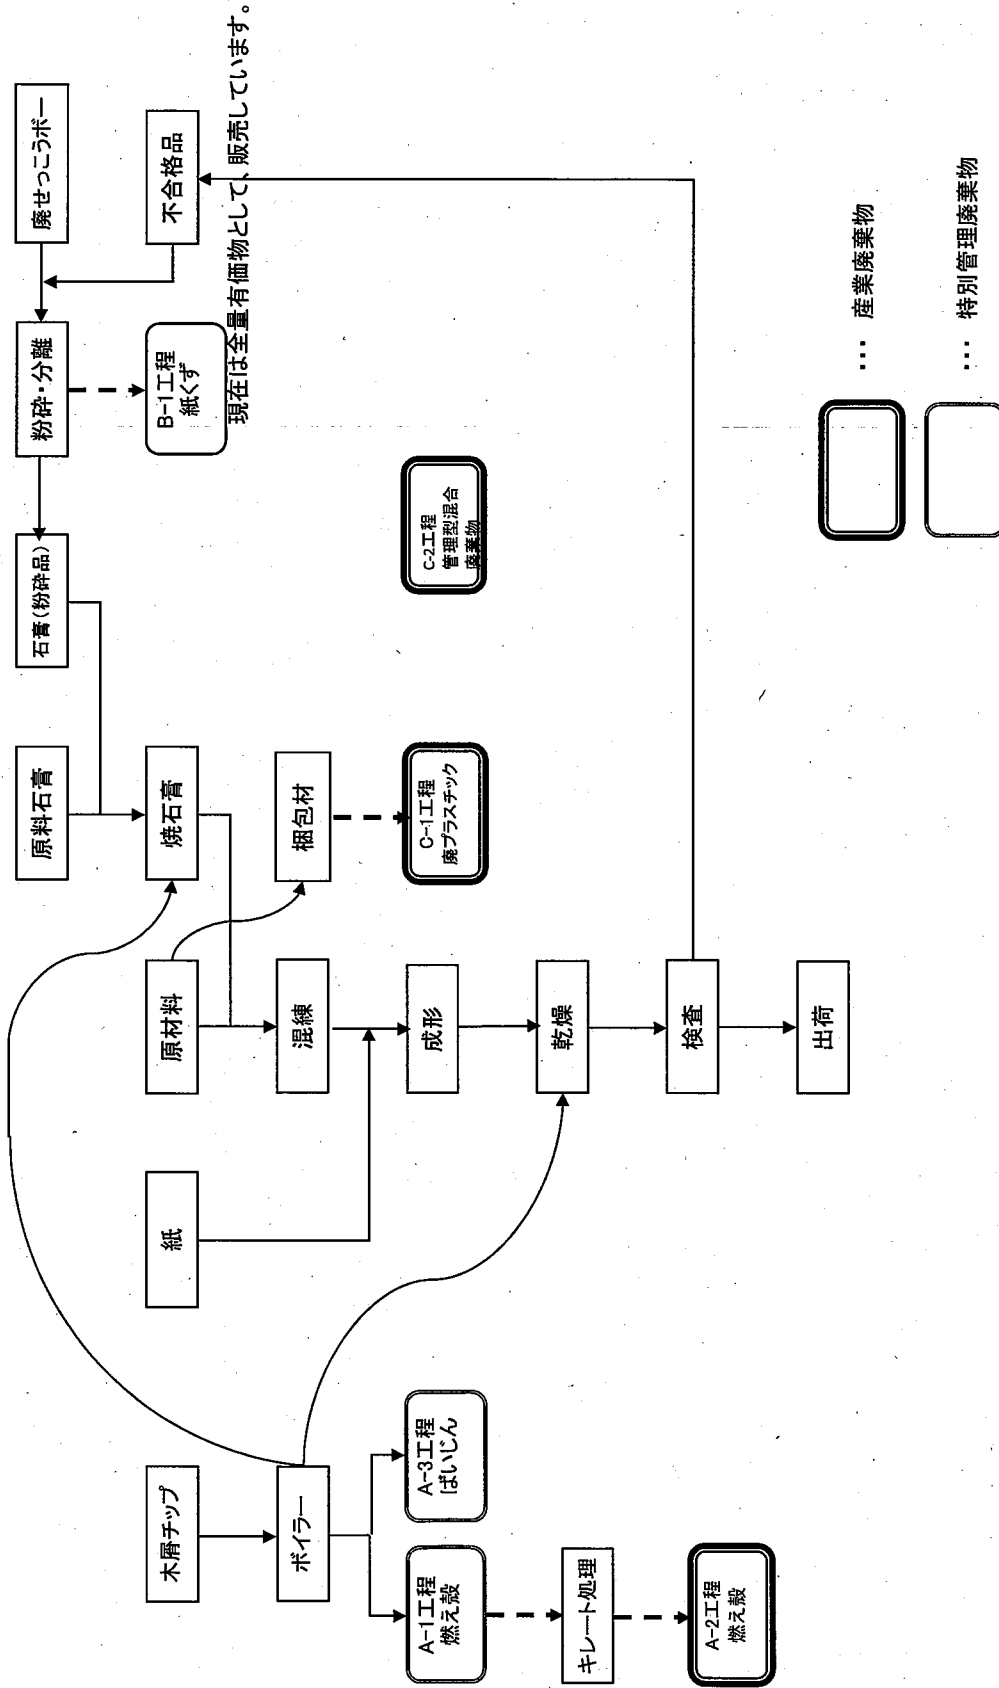 木屑チップ
ボイラー
A-1工程
燃え殻
A-3工程
ばいじん
キレート処理
A-2工程
燃え殻
紙
原材料
混練
成形
乾燥
検査
出荷
原料石膏
焼石膏
梱包材
C-1工程
廃プラスチック
石膏(粉砕品)
粉砕・分離
廃せっこうボー
不合格品
B-1工程
紙くず
現在は全量有価物として、販売しています。
C-2工程
管理型混合
廃棄物
… 産業廃棄物
… 特別管理廃棄物